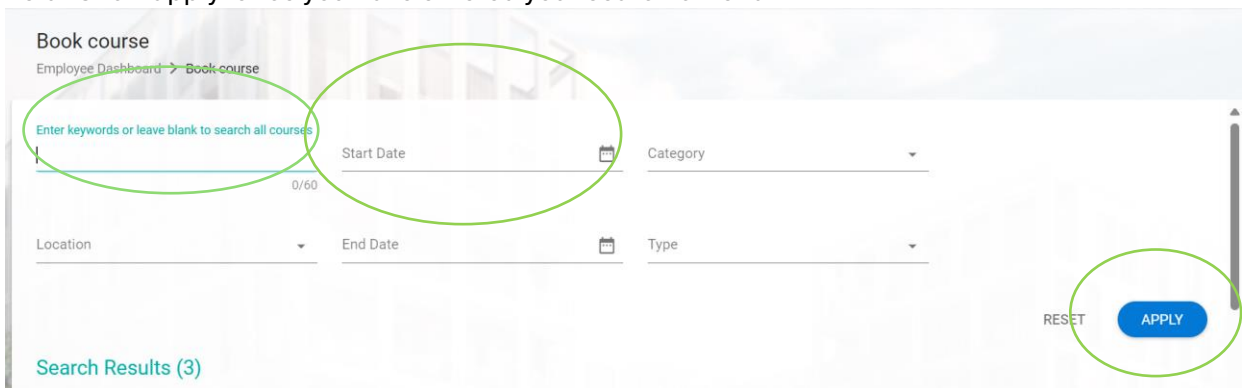 Book course
Employee Dashboard > Book course
Enter keywords or leave blank to search all courses
Start Date
Category
0/60
Location
End Date
Type
RESET
APPLY
Search Results (3)